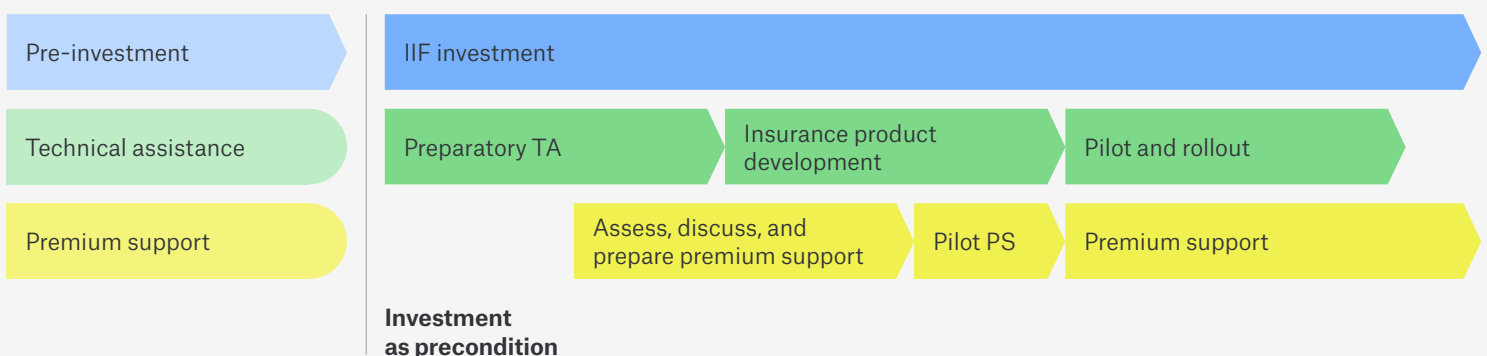 Pre-investment
IIF investment
Technical assistance
Preparatory TA
Insurance product
development
Pilot and rollout
Premium support
Assess, discuss, and
prepare premium support
Pilot PS
Premium support
Investment
as precondition